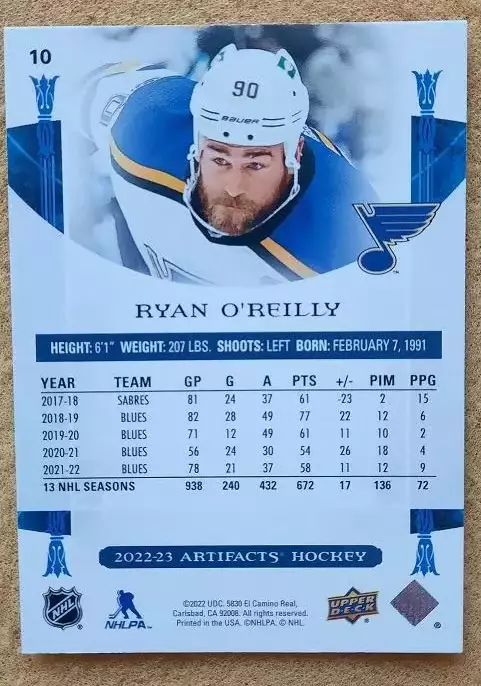 10
90
BAUER
TM
RYAN O'REILLY
HEIGHT: 6'1" WEIGHT: 207 LBS. SHOOTS: LEFT BORN: FEBRUARY 7, 1991
YEAR TEAM GP G A PTS +/- PIM PPG
2017-18 SABRES 81 24 37 61 -23 2 15
2018-19 BLUES 82 28 49 77 22 12 6
2019-20 BLUES 71 12 49 61 11 10 2
2020-21 BLUES 56 24 30 54 26 18 4
2021-22 BLUES 78 21 37 58 11 12 9
13 NHL SEASONS 938 240 432 672 17 136 72
2022-23 ARTIFACTS® HOCKEY
NHL
®
NHLPA™
©2022 UDC. 5830 El Camino Real,
Carlsbad, CA 92008. All rights reserved.
Printed in the USA. ©NHLPA. © NHL.
UPPER
DECK
®